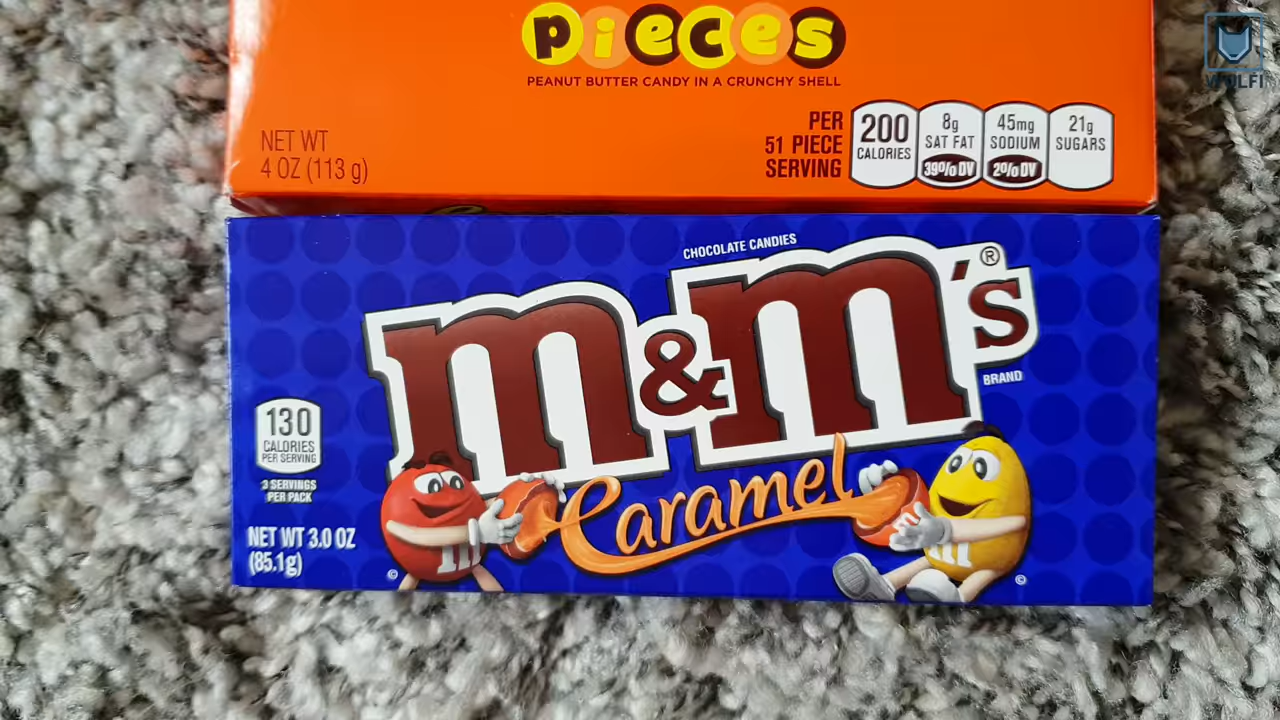 pieces
PEANUT BUTTER CANDY IN A CRUNCHY SHELL
NET WT
4 OZ (113 g)
PER
51 PIECE
SERVING
200
CALORIES
8g
SAT FAT
39% DV
45mg
SODIUM
2% DV
21g
SUGARS
WOLFI
CHOCOLATE CANDIES
m&m's®
BRAND
Caramel
130
CALORIES
PER SERVING
3 SERVINGS
PER PACK
NET WT 3.0 OZ
(85.1g)
m
©
m
©